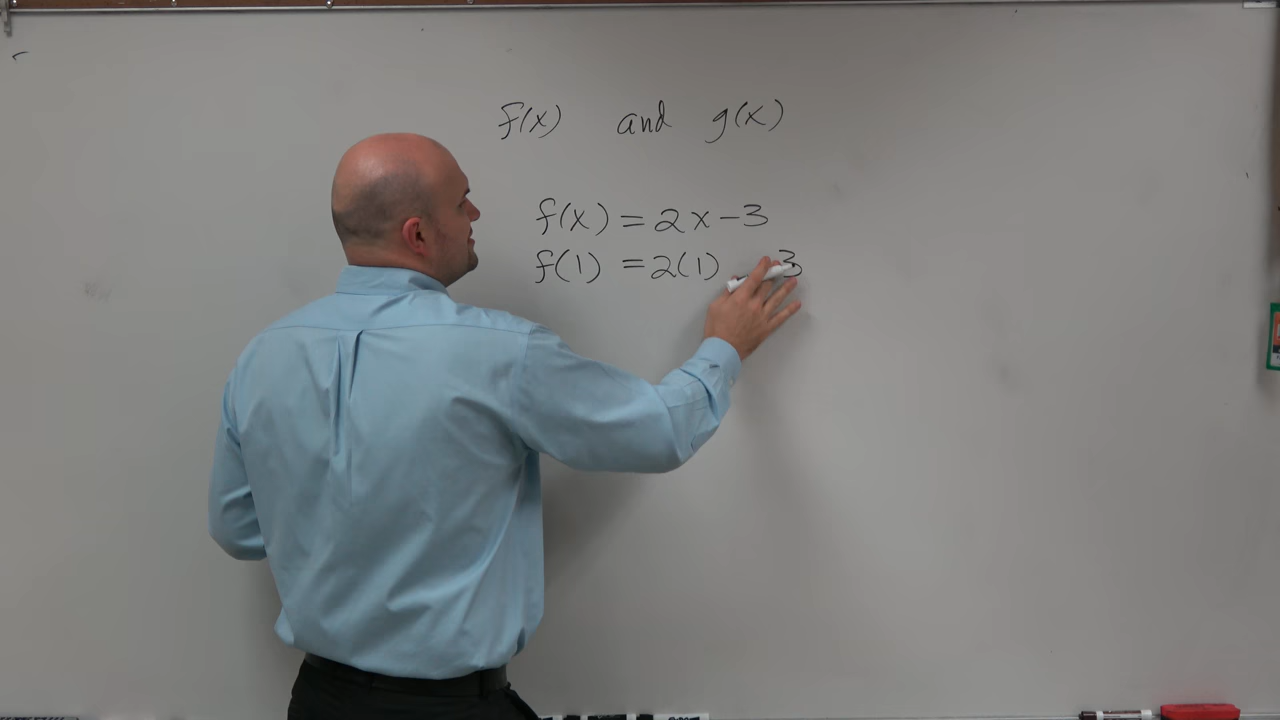 f(x) and g(x)
f(x) = 2x - 3
f(1) = 2(1) - 3